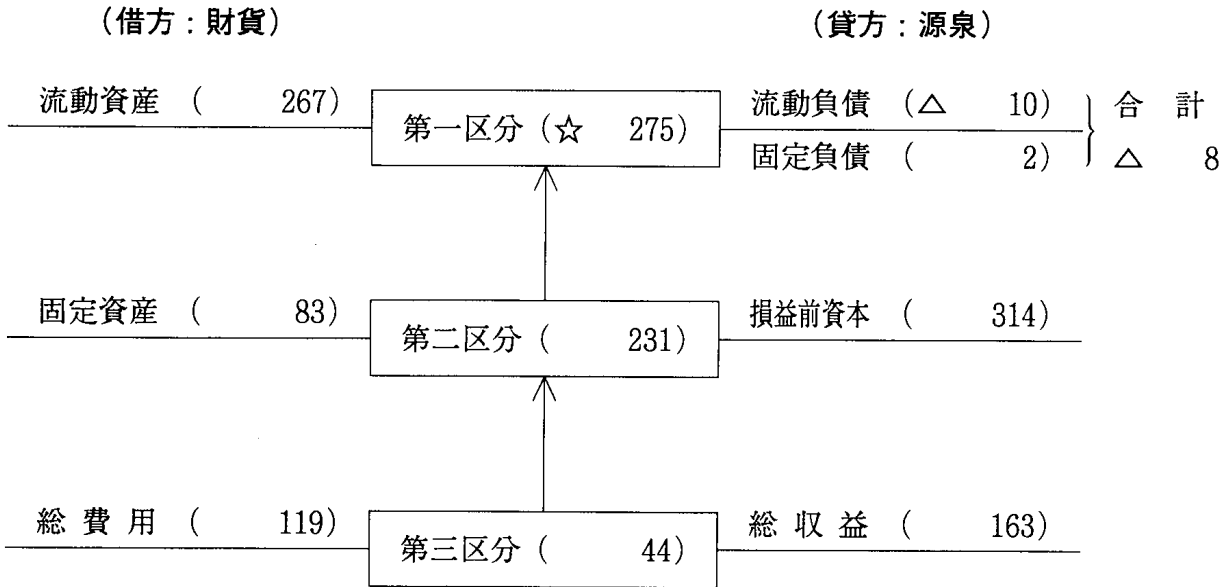 (借方：財貨) (貸方：源泉)
流動資産 ( 267) 第一区分 (☆ 275) 流動負債 (△ 10) 合 計
固定負債 ( 2) △ 8
固定資産 ( 83) 第二区分 ( 231) 損益前資本 ( 314)
総 費 用 ( 119) 第三区分 ( 44) 総 収 益 ( 163)